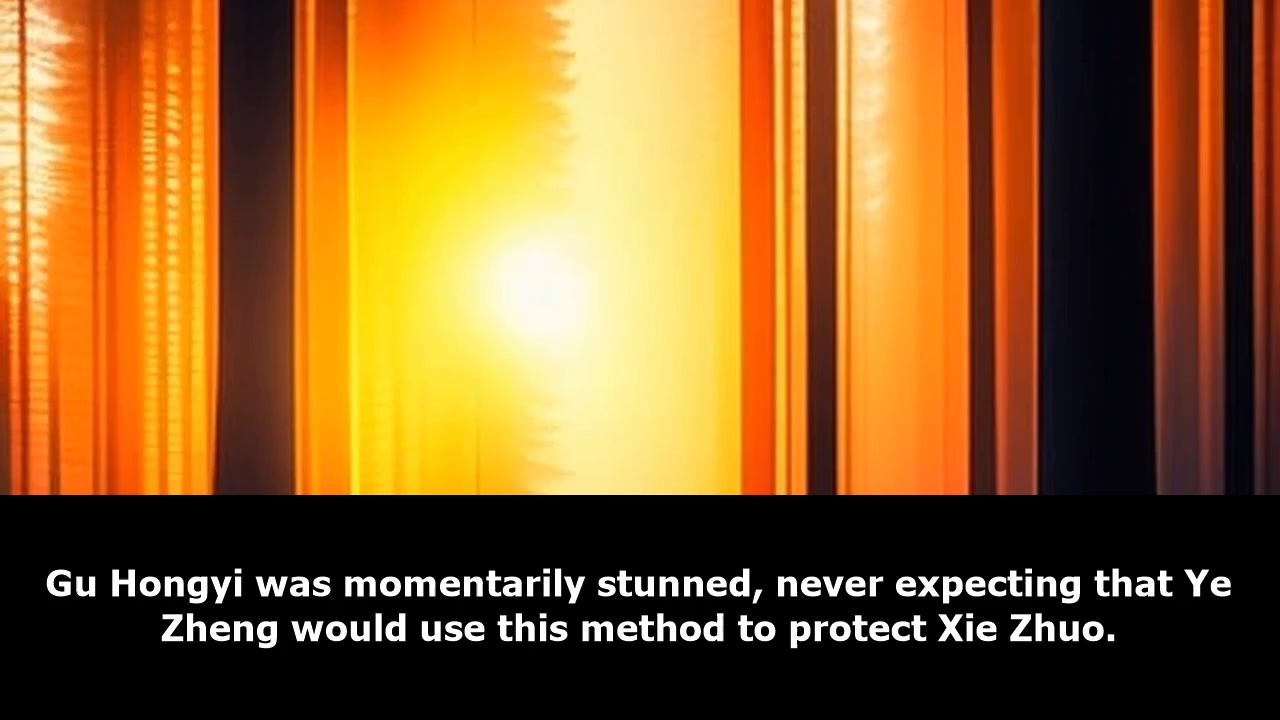 Gu Hongyi was momentarily stunned, never expecting that Ye
Zheng would use this method to protect Xie Zhuo.